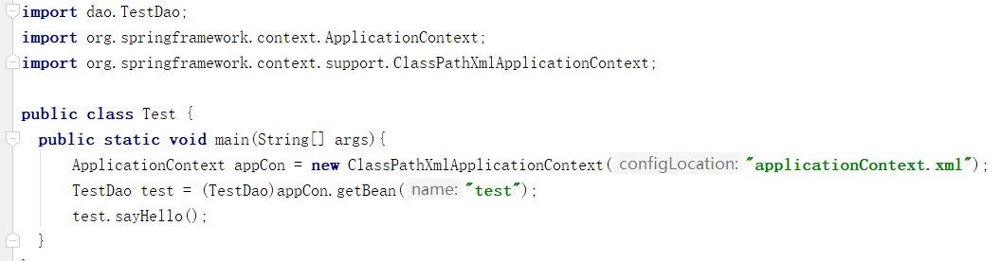 import dao.TestDao;
import org.springframework.context.ApplicationContext;
import org.springframework.context.support.ClassPathXmlApplicationContext;
public class Test {
public static void main(String[] args){
ApplicationContext appCon = new ClassPathXmlApplicationContext( configLocation: "applicationContext.xml");
TestDao test = (TestDao)appCon.getBean( name: "test");
test.sayHello();
}